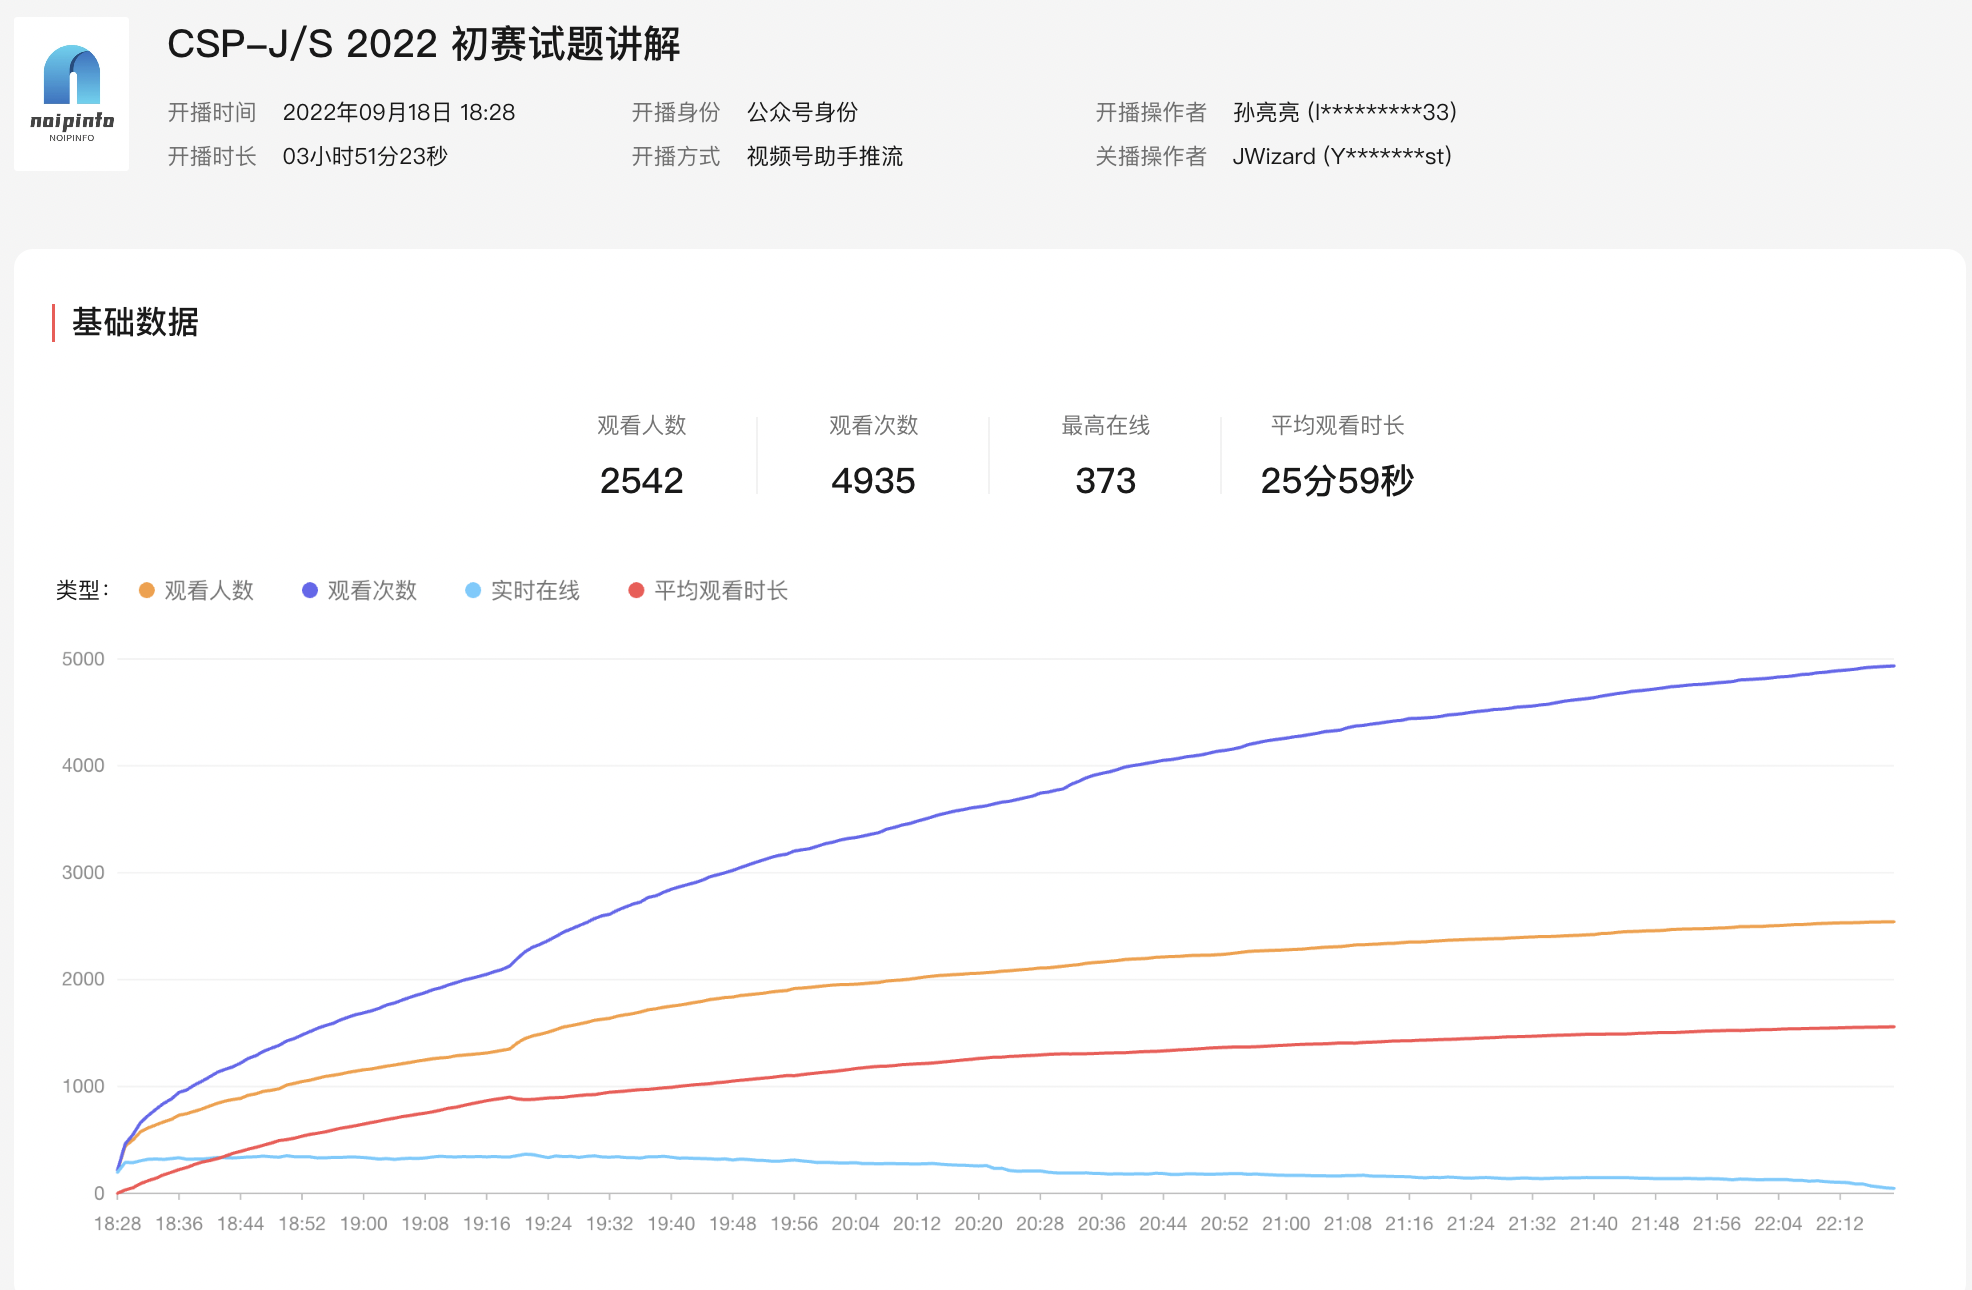 noipinfo
NOIPINFO
CSP-J/S 2022 初赛试题讲解
开播时间 2022年09月18日 18:28 开播身份 公众号身份 开播操作者 孙亮亮 (l*********33)
开播时长 03小时51分23秒 开播方式 视频号助手推流 关播操作者 JWizard (Y*******st)
基础数据
观看人数 观看次数 最高在线 平均观看时长
2542 4935 373 25分59秒
类型： 观看人数 观看次数 实时在线 平均观看时长
5000
4000
3000
2000
1000
0
18:28 18:36 18:44 18:52 19:00 19:08 19:16 19:24 19:32 19:40 19:48 19:56 20:04 20:12 20:20 20:28 20:36 20:44 20:52 21:00 21:08 21:16 21:24 21:32 21:40 21:48 21:56 22:04 22:12